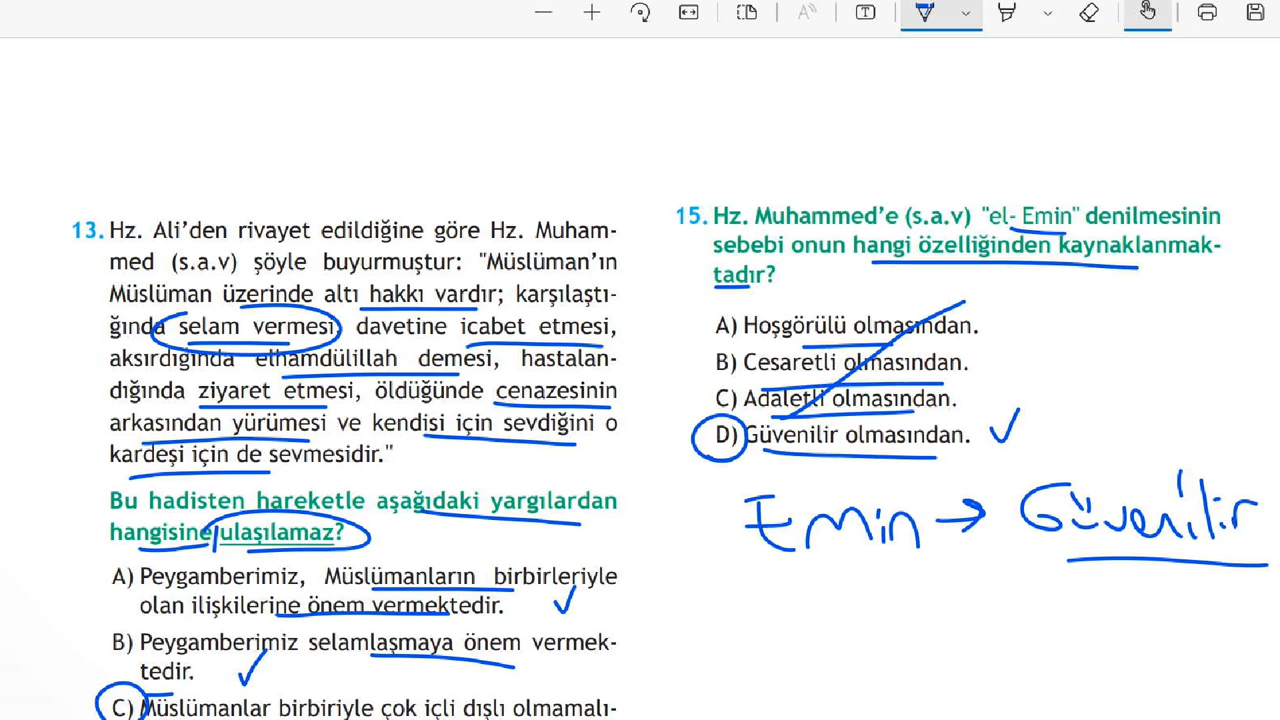 13. Hz. Ali’den rivayet edildiğine göre Hz. Muham-
med (s.a.v) şöyle buyurmuştur: "Müslüman’ın
Müslüman üzerinde altı hakkı vardır; karşılaştı-
ğında selam vermesi, davetine icabet etmesi,
aksırdığında elhamdülillah demesi, hastalan-
dığında ziyaret etmesi, öldüğünde cenazesinin
arkasından yürümesi ve kendisi için sevdiğini o
kardeşi için de sevmesidir."
Bu hadisten hareketle aşağıdaki yargılardan
hangisine ulaşılamaz?
A) Peygamberimiz, Müslümanların birbirleriyle
olan ilişkilerine önem vermektedir.
B) Peygamberimiz selamlaşmaya önem vermek-
tedir.
C) Müslümanlar birbiriyle çok içli dışlı olmamalı-
15. Hz. Muhammed’e (s.a.v) "el- Emin" denilmesinin
sebebi onun hangi özelliğinden kaynaklanmak-
tadır?
A) Hoşgörülü olmasından.
B) Cesaretli olmasından.
C) Adaletli olmasından.
D) Güvenilir olmasından.
Emin → Güvenilir